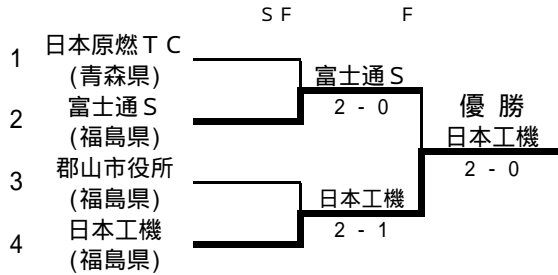 ＳＦ Ｆ
1 日本原燃ＴＣ
(青森県)
2 富士通Ｓ
(福島県)
3 郡山市役所
(福島県)
4 日本工機
(福島県)
富士通Ｓ
2 - 0
日本工機
2 - 1
優 勝
日本工機
2 - 0